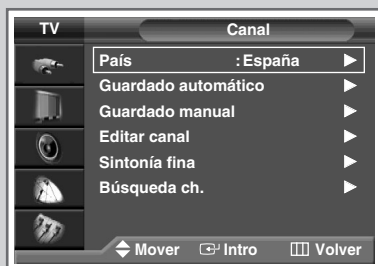 TV Canal
País : España
Guardado automático
Guardado manual
Editar canal
Sintonía fina
Búsqueda ch.
Mover Intro Volver